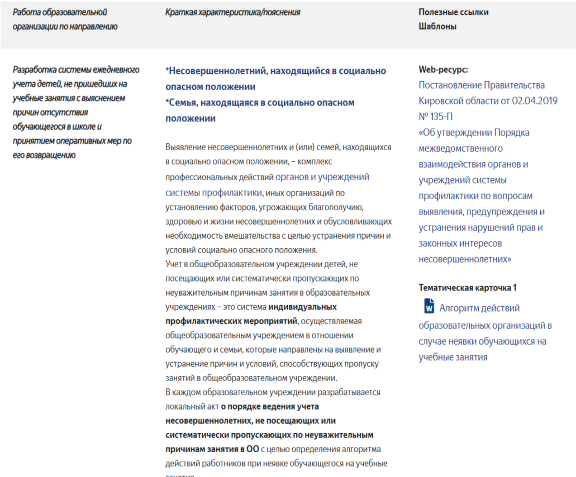 Работа образовательной
организации по направлению
Краткая характеристика/пояснения
Полезные ссылки
Шаблоны
Разработка системы ежедневного
учета детей, не пришедших на
учебные занятия с выяснением
причин отсутствия
обучающегося в школе и
принятием оперативных мер по
его возвращению
*Несовершеннолетний, находящийся в социально
опасном положении
*Семья, находящаяся в социально опасном
положении
Выявление несовершеннолетних и (или) семей, находящихся
в социально опасном положении, – комплекс
профессиональных действий органов и учреждений
системы профилактики, иных организаций по
установлению факторов, угрожающих благополучию,
здоровью и жизни несовершеннолетних и обусловливающих
необходимость вмешательства с целью устранения причин и
условий социально опасного положения.
Учет в общеобразовательном учреждении детей, не
посещающих или систематически пропускающих по
неуважительным причинам занятия в образовательных
учреждениях – это система индивидуальных
профилактических мероприятий, осуществляемая
общеобразовательным учреждением в отношении
обучающего и семьи, которые направлены на выявление и
устранение причин и условий, способствующих пропуску
занятий в общеобразовательном учреждении.
В каждом образовательном учреждении разрабатывается
локальный акт о порядке ведения учета
несовершеннолетних, не посещающих или
систематически пропускающих по неуважительным
причинам занятия в ОО с целью определения алгоритма
действий работников при неявке обучающегося на учебные
Web-ресурс:
Постановление Правительства
Кировской области от 02.04.2019
№ 135-П
«Об утверждении Порядка
межведомственного
взаимодействия органов и
учреждений системы
профилактики по вопросам
выявления, предупреждения и
устранения нарушений прав и
законных интересов
несовершеннолетних»
Тематическая карточка 1
Алгоритм действий
образовательных организаций в
случае неявки обучающихся на
учебные занятия